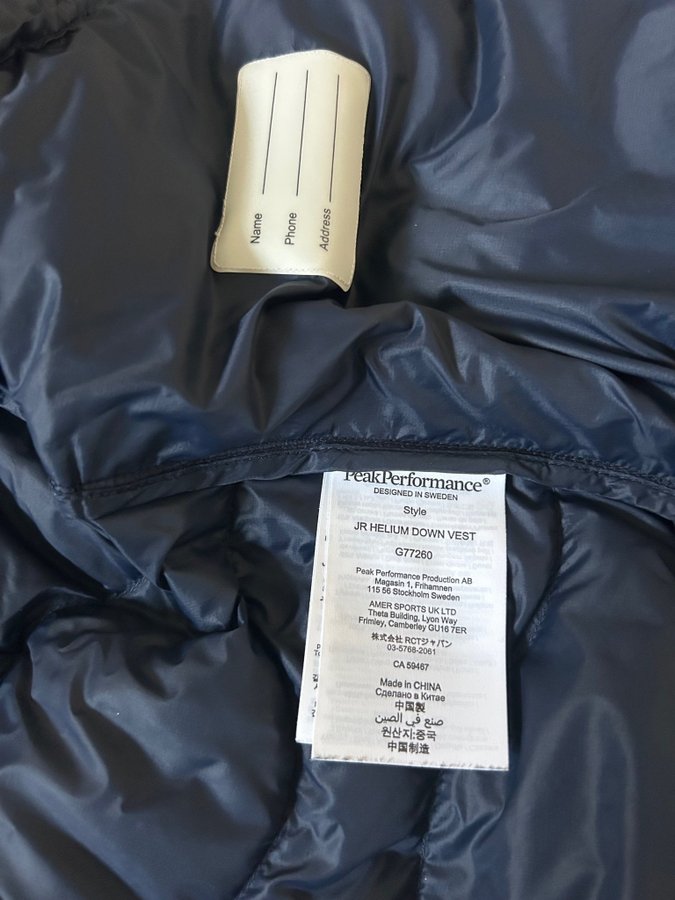 Name
Phone
Address
PeakPerformance®
DESIGNED IN SWEDEN
Style
JR HELIUM DOWN VEST
G77260
Peak Performance Production AB
Magasin 1, Frihamnen
115 56 Stockholm Sweden
AMER SPORTS UK LTD
Theta Building, Lyon Way
Frimley, Camberley GU16 7ER
株式会社 RCTジャパン
03-5768-2061
CA 59467
Made in CHINA
Сделано в Китае
中国製
صنع في الصين
원산지:중국
中国制造